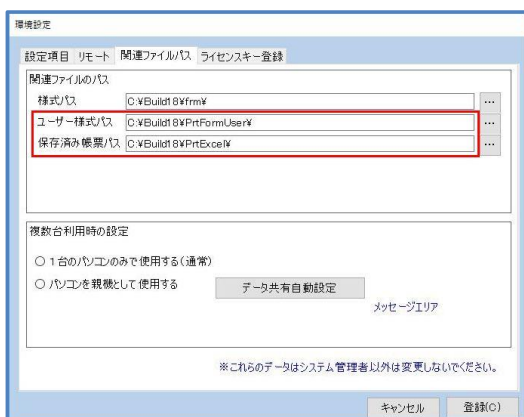 環境設定
設定項目 リモート 関連ファイルパス ライセンスキー登録
関連ファイルのパス
様式パス C:¥Build18¥frm¥ ...
ユーザー様式パス C:¥Build18¥PrtFormUser¥ ...
保存済み帳票パス C:¥Build18¥PrtExcel¥ ...
複数台利用時の設定
○ 1台のパソコンのみで使用する(通常)
○ パソコンを親機として使用する データ共有自動設定
メッセージエリア
※これらのデータはシステム管理者以外は変更しないでください。
キャンセル 登録(C)